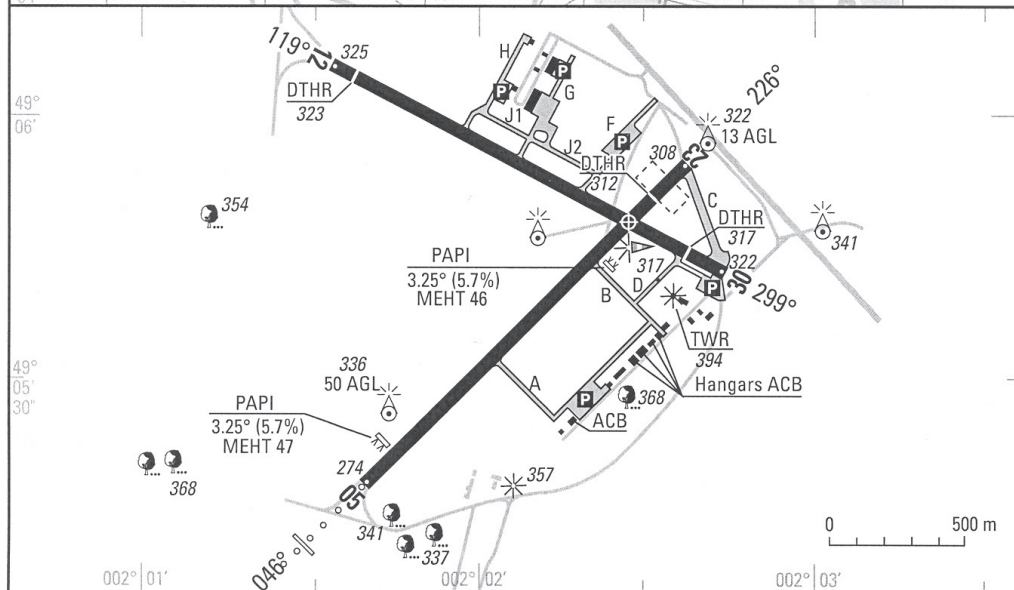 119°
12
325
DTHR
323
H
P
P
G
J1
J2
F
P
226°
322
13 AGL
23
308
DTHR
312
C
DTHR
317
322
341
49°
06'
354
PAPI
3.25° (5.7%)
MEHT 46
317
B
D
P
30
299°
TWR
394
Hangars ACB
368
P
ACB
A
49°
05'
30"
336
50 AGL
PAPI
3.25° (5.7%)
MEHT 47
274
05
046°
368
341
337
357
0 500 m
002° 01'
002° 02'
002° 03'